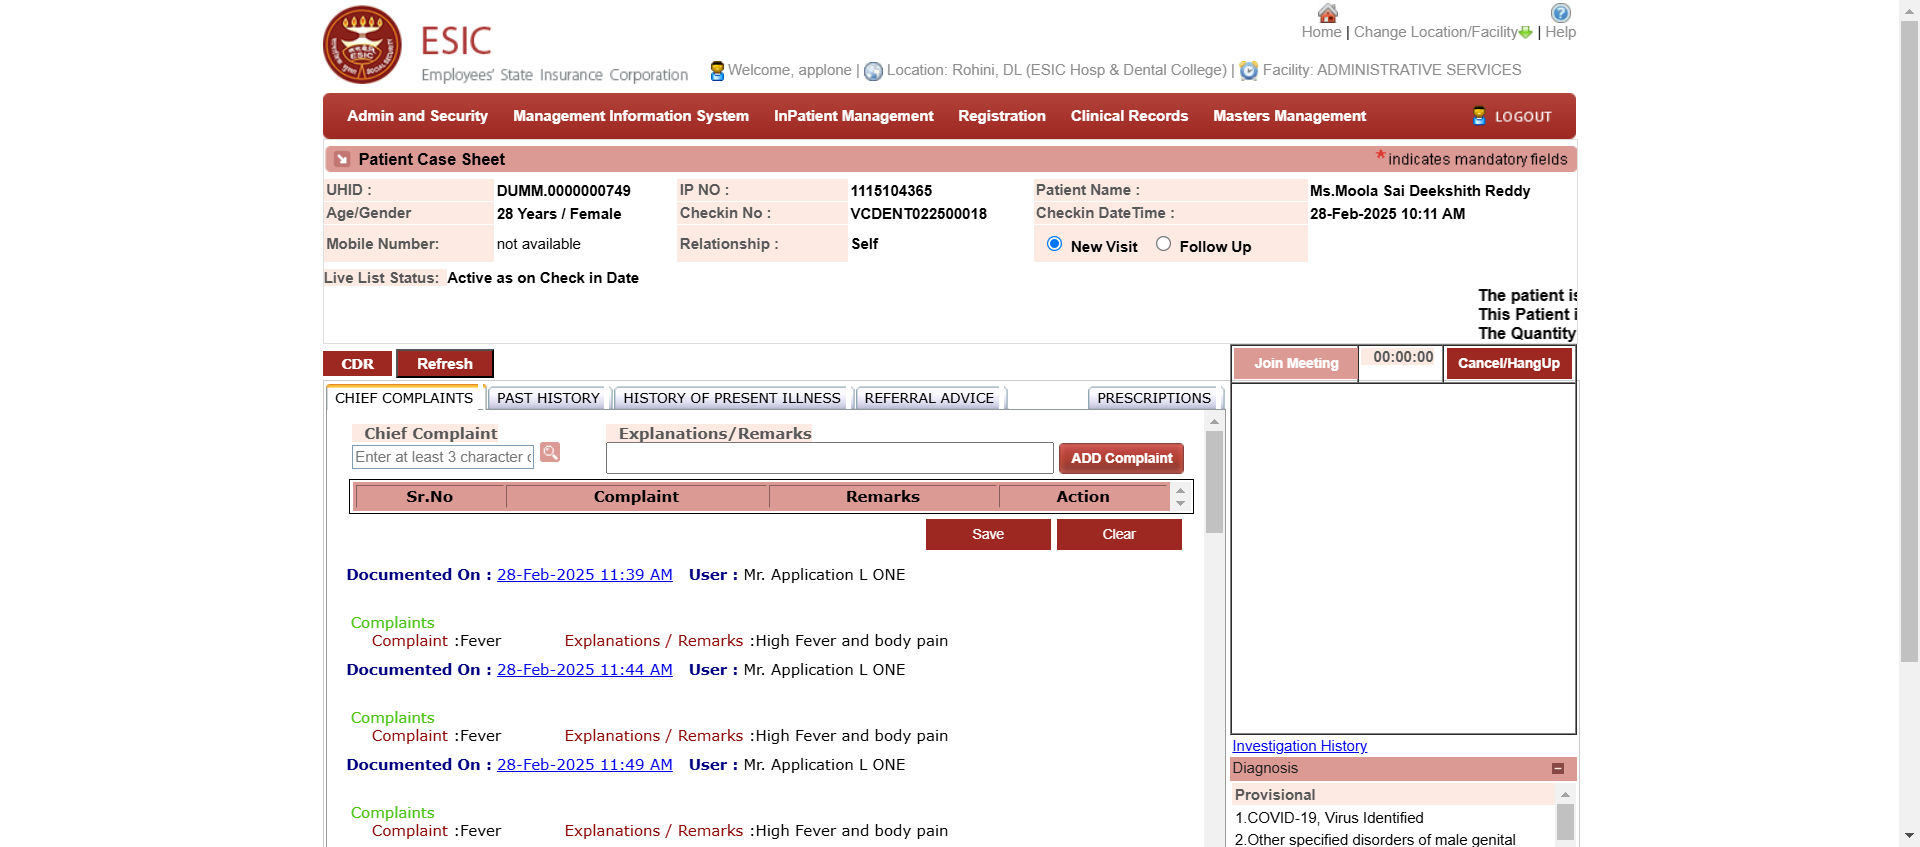 Home | Change Location/Facility | Help
ESIC
Employees' State Insurance Corporation
Welcome, applone | Location: Rohini, DL (ESIC Hosp & Dental College) | Facility: ADMINISTRATIVE SERVICES
Admin and Security Management Information System InPatient Management Registration Clinical Records Masters Management LOGOUT
Patient Case Sheet *indicates mandatory fields
UHID : DUMM.0000000749 IP NO : 1115104365 Patient Name : Ms.Moola Sai Deekshith Reddy
Age/Gender 28 Years / Female Checkin No : VCDENT022500018 Checkin DateTime : 28-Feb-2025 10:11 AM
Mobile Number: not available Relationship : Self New Visit Follow Up
Live List Status: Active as on Check in Date
The patient is
This Patient i
The Quantity
CDR Refresh Join Meeting 00:00:00 Cancel/HangUp
CHIEF COMPLAINTS PAST HISTORY HISTORY OF PRESENT ILLNESS REFERRAL ADVICE PRESCRIPTIONS
Chief Complaint Explanations/Remarks
Enter at least 3 character ADD Complaint
Sr.No Complaint Remarks Action
Save Clear
Documented On : 28-Feb-2025 11:39 AM User : Mr. Application L ONE
Complaints
Complaint :Fever Explanations / Remarks :High Fever and body pain
Documented On : 28-Feb-2025 11:44 AM User : Mr. Application L ONE
Complaints
Complaint :Fever Explanations / Remarks :High Fever and body pain
Documented On : 28-Feb-2025 11:49 AM User : Mr. Application L ONE
Complaints
Complaint :Fever Explanations / Remarks :High Fever and body pain
Investigation History
Diagnosis
Provisional
1.COVID-19, Virus Identified
2.Other specified disorders of male genital